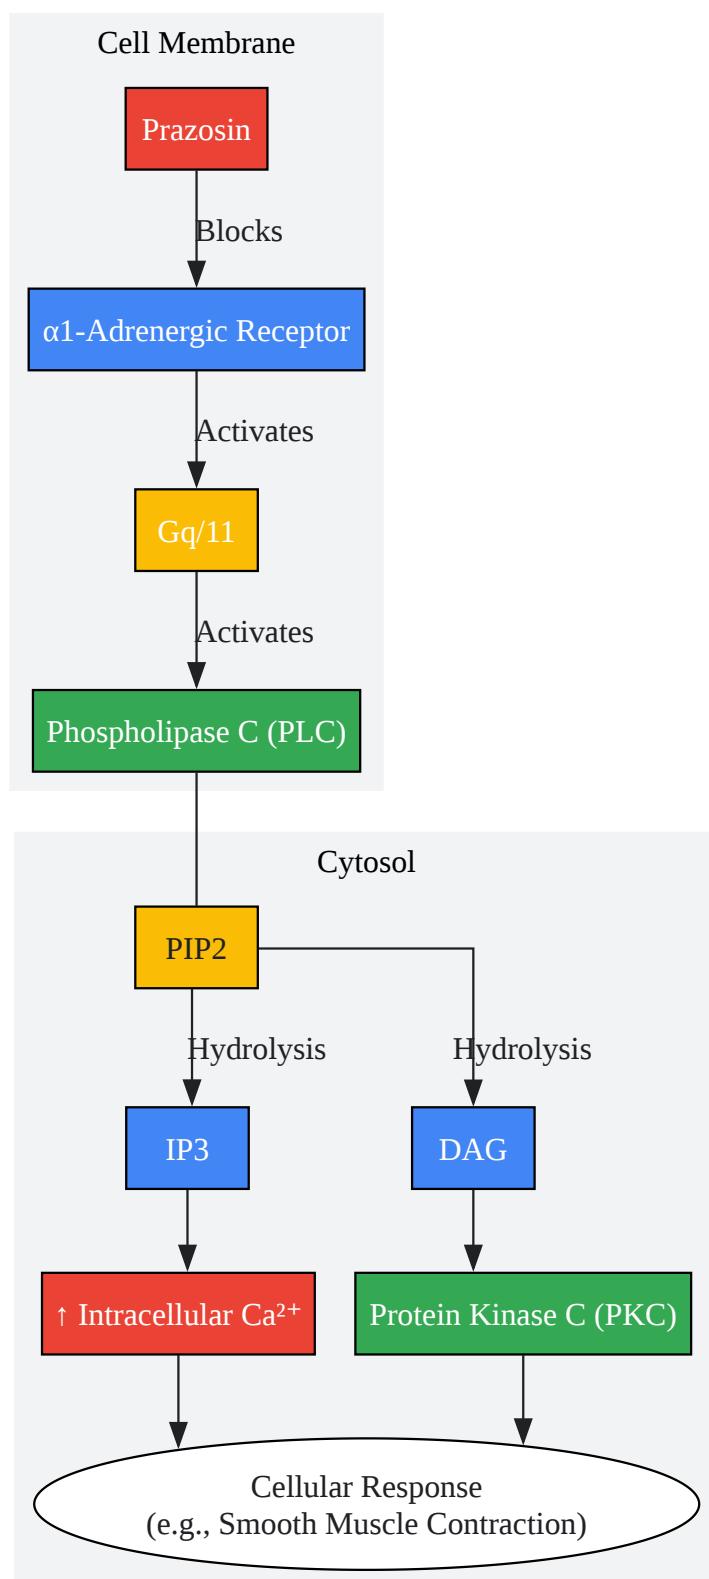 Cell Membrane
Prazosin
Blocks
α1-Adrenergic Receptor
Activates
Gq/11
Activates
Phospholipase C (PLC)
Cytosol
PIP2
Hydrolysis
Hydrolysis
IP3
DAG
↑ Intracellular Ca²⁺
Protein Kinase C (PKC)
Cellular Response
(e.g., Smooth Muscle Contraction)